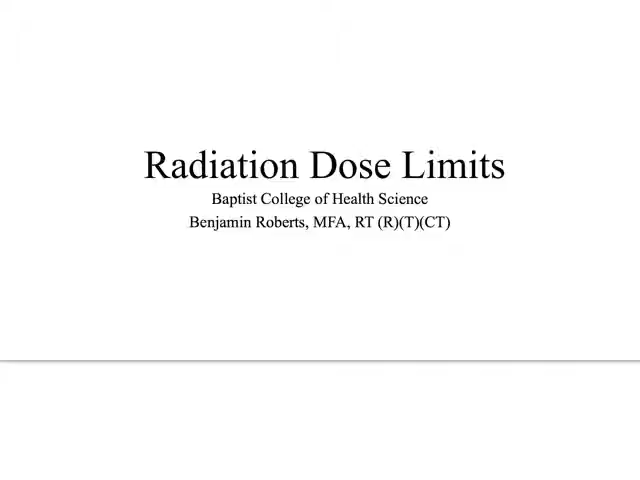 Radiation Dose Limits
Baptist College of Health Science
Benjamin Roberts, MFA, RT (R)(T)(CT)